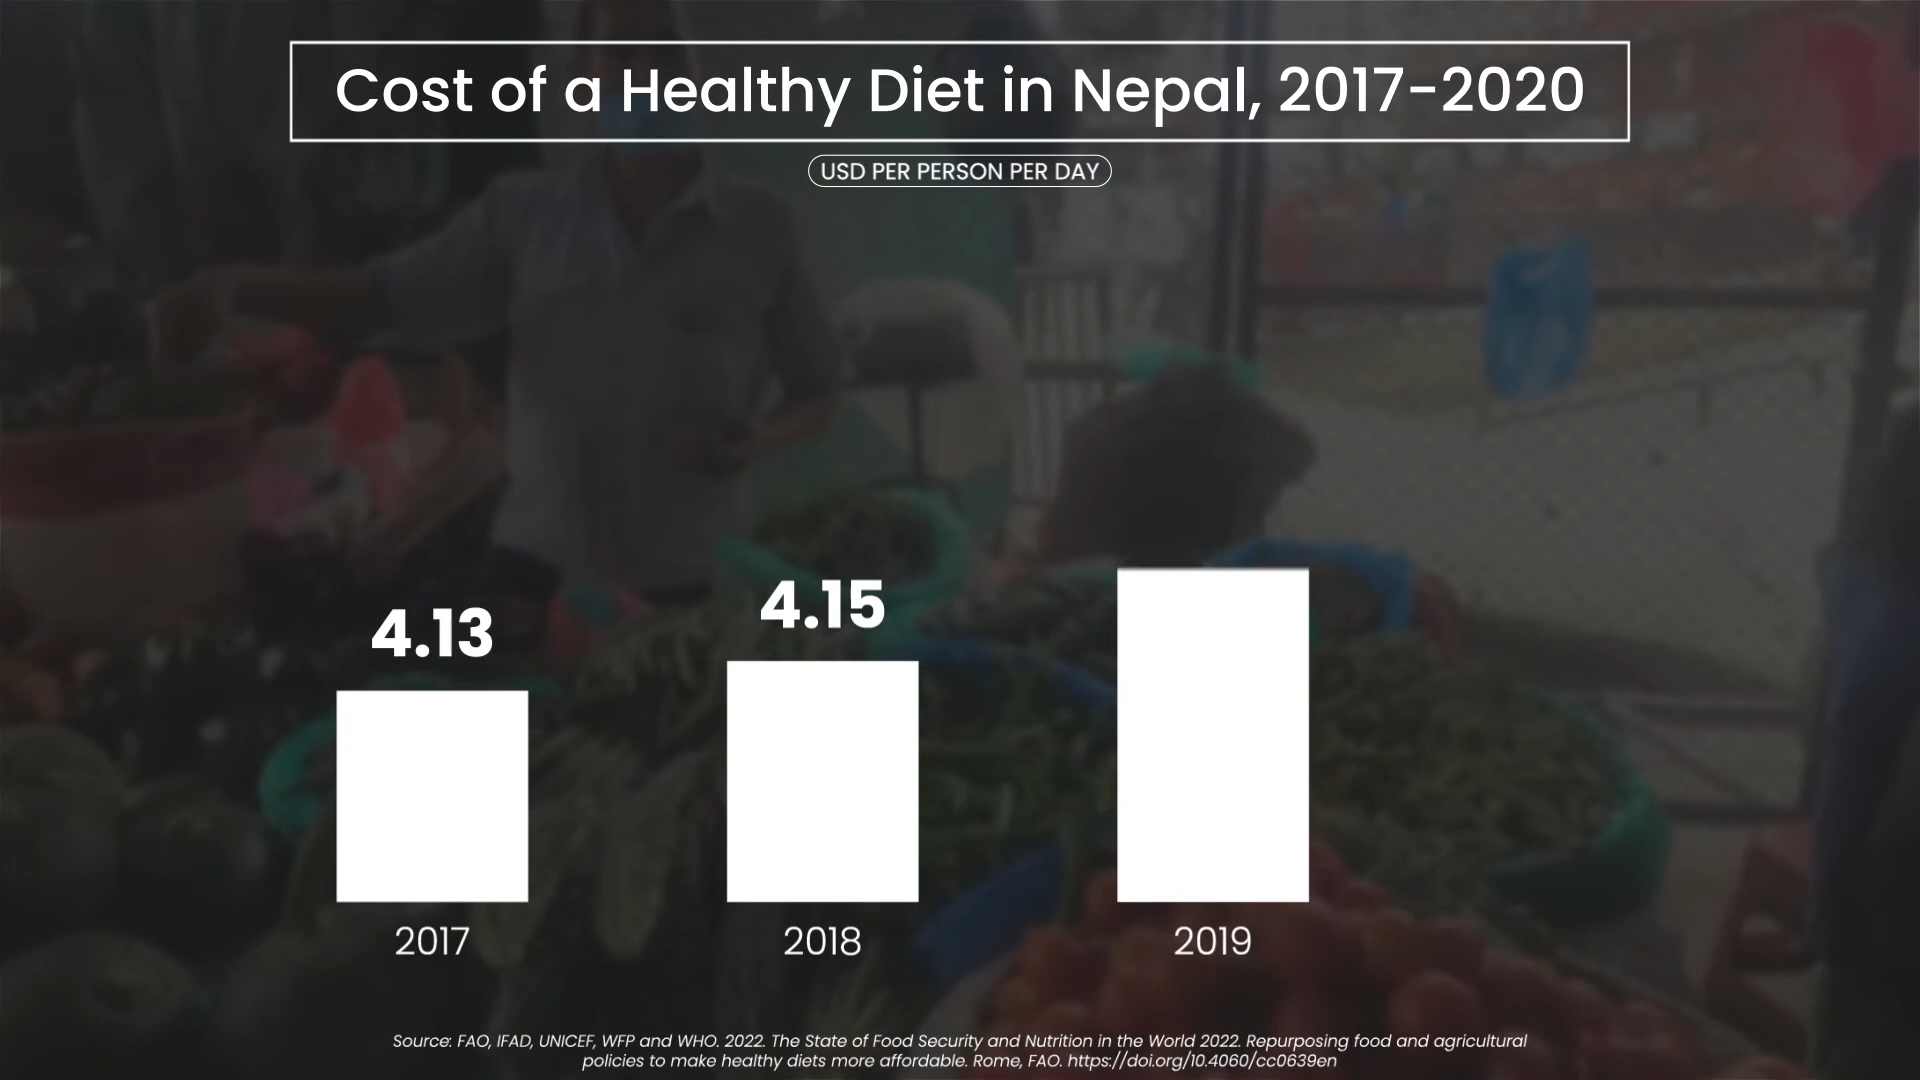 Cost of a Healthy Diet in Nepal, 2017-2020
USD PER PERSON PER DAY
4.13
4.15
2017
2018
2019
Source: FAO, IFAD, UNICEF, WFP and WHO. 2022. The State of Food Security and Nutrition in the World 2022. Repurposing food and agricultural
policies to make healthy diets more affordable. Rome, FAO. https://doi.org/10.4060/cc0639en